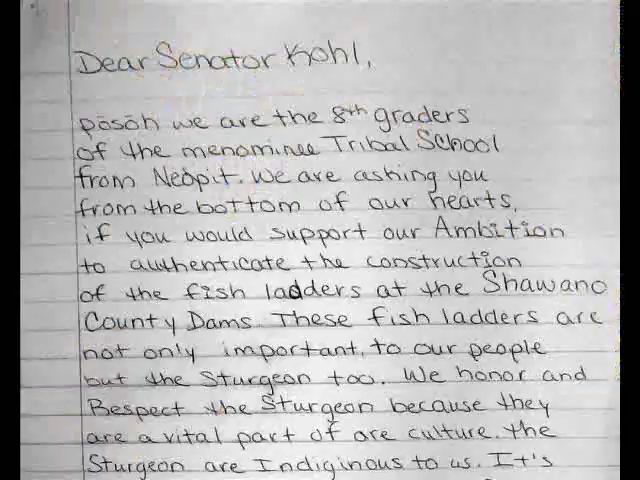 Dear Senator Kohl,
pōsōh we are the 8th graders
of the menominee Tribal School
from Neopit. We are asking you
from the bottom of our hearts,
if you would support our Ambition
to authenticate the construction
of the fish ladders at the Shawano
County Dams. These fish ladders are
not only important, to our people
but the Sturgeon too. We honor and
Respect the Sturgeon because they
are a vital part of are culture. the
Sturgeon are Indiginous to us. It's